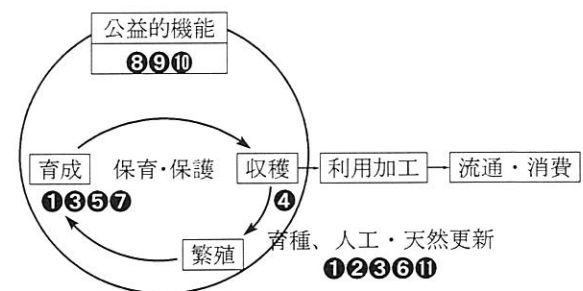 公益的機能
❽❾❿
育成
保育・保護
収穫
利用加工
流通・消費
❶❸❺❼
❹
繁殖
育種、人工・天然更新
❶❷❸❻⓫